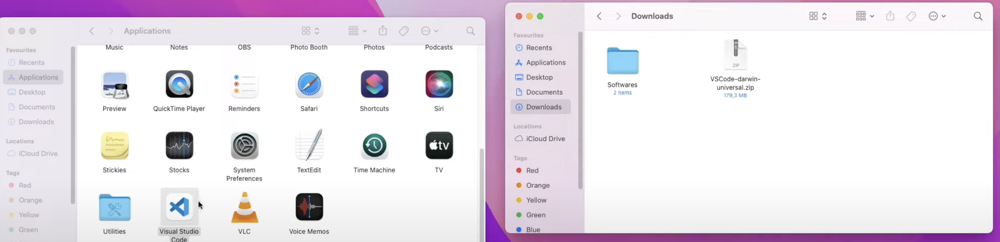 Applications
Favourites
Recents
Applications
Desktop
Documents
Downloads
Locations
iCloud Drive
Tags
Red
Orange
Yellow
Green
Music
Notes
OBS
Photo Booth
Photos
Podcasts
Preview
QuickTime Player
Reminders
Safari
Shortcuts
Siri
Stickies
Stocks
System
Preferences
TextEdit
Time Machine
tv
TV
Utilities
Visual Studio
Code
VLC
Voice Memos
Downloads
Favourites
Recents
Applications
Desktop
Documents
Downloads
Locations
iCloud Drive
Tags
Red
Orange
Yellow
Green
Blue
Softwares
2 items
ZIP
VSCode-darwin-
universal.zip
179,3 MB